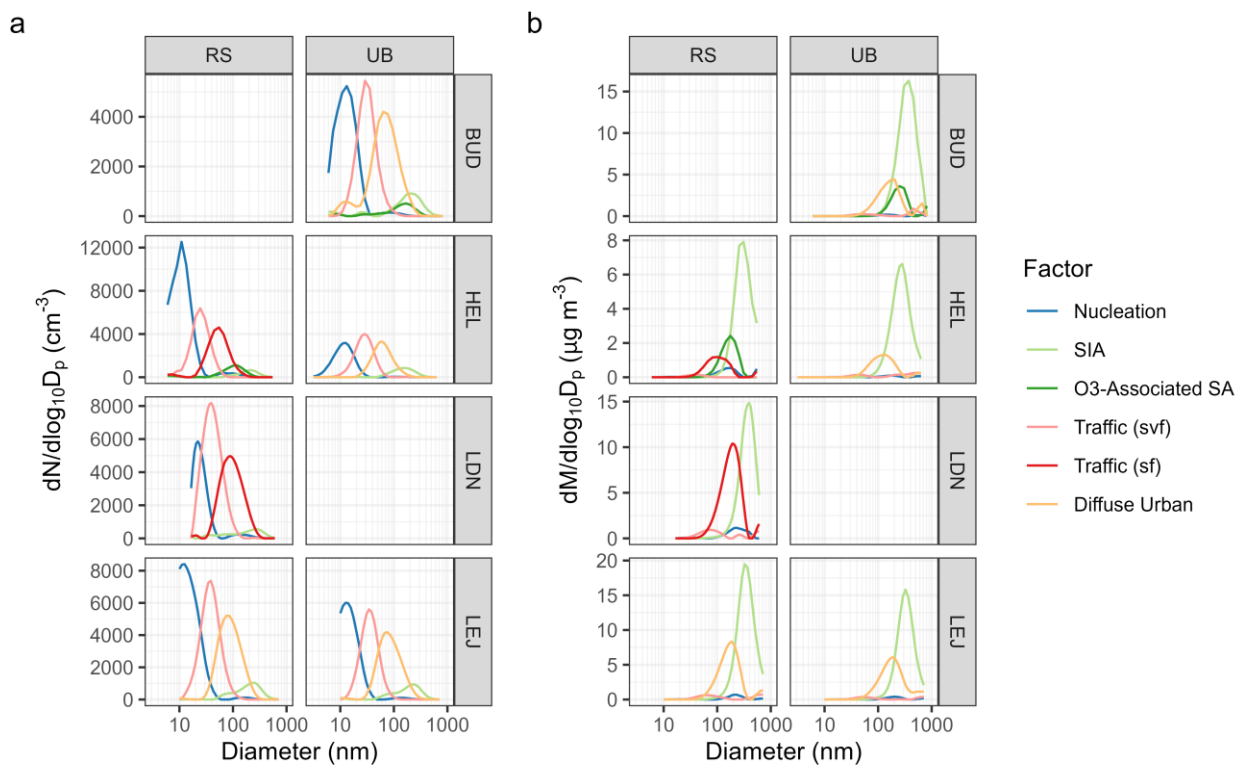 a
RS
UB
BUD
HEL
LDN
LEJ
dN/dlog₁₀Dₚ (cm⁻³)
4000
2000
0
12000
8000
4000
0
8000
6000
4000
2000
0
8000
6000
4000
2000
0
10
100
1000
10
100
1000
Diameter (nm)
b
RS
UB
BUD
HEL
LDN
LEJ
dM/dlog₁₀Dₚ (µg m⁻³)
15
10
5
0
8
6
4
2
0
15
10
5
0
20
15
10
5
0
10
100
1000
10
100
1000
Diameter (nm)
Factor
Nucleation
SIA
O3-Associated SA
Traffic (svf)
Traffic (sf)
Diffuse Urban